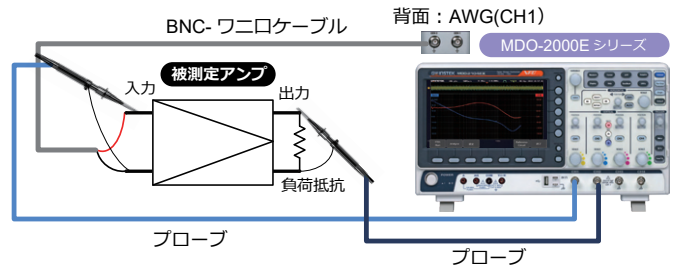 背面：AWG(CH1）
BNC- ワニ口ケーブル
MDO-2000E シリーズ
入力
被測定アンプ
出力
負荷抵抗
プローブ
プローブ